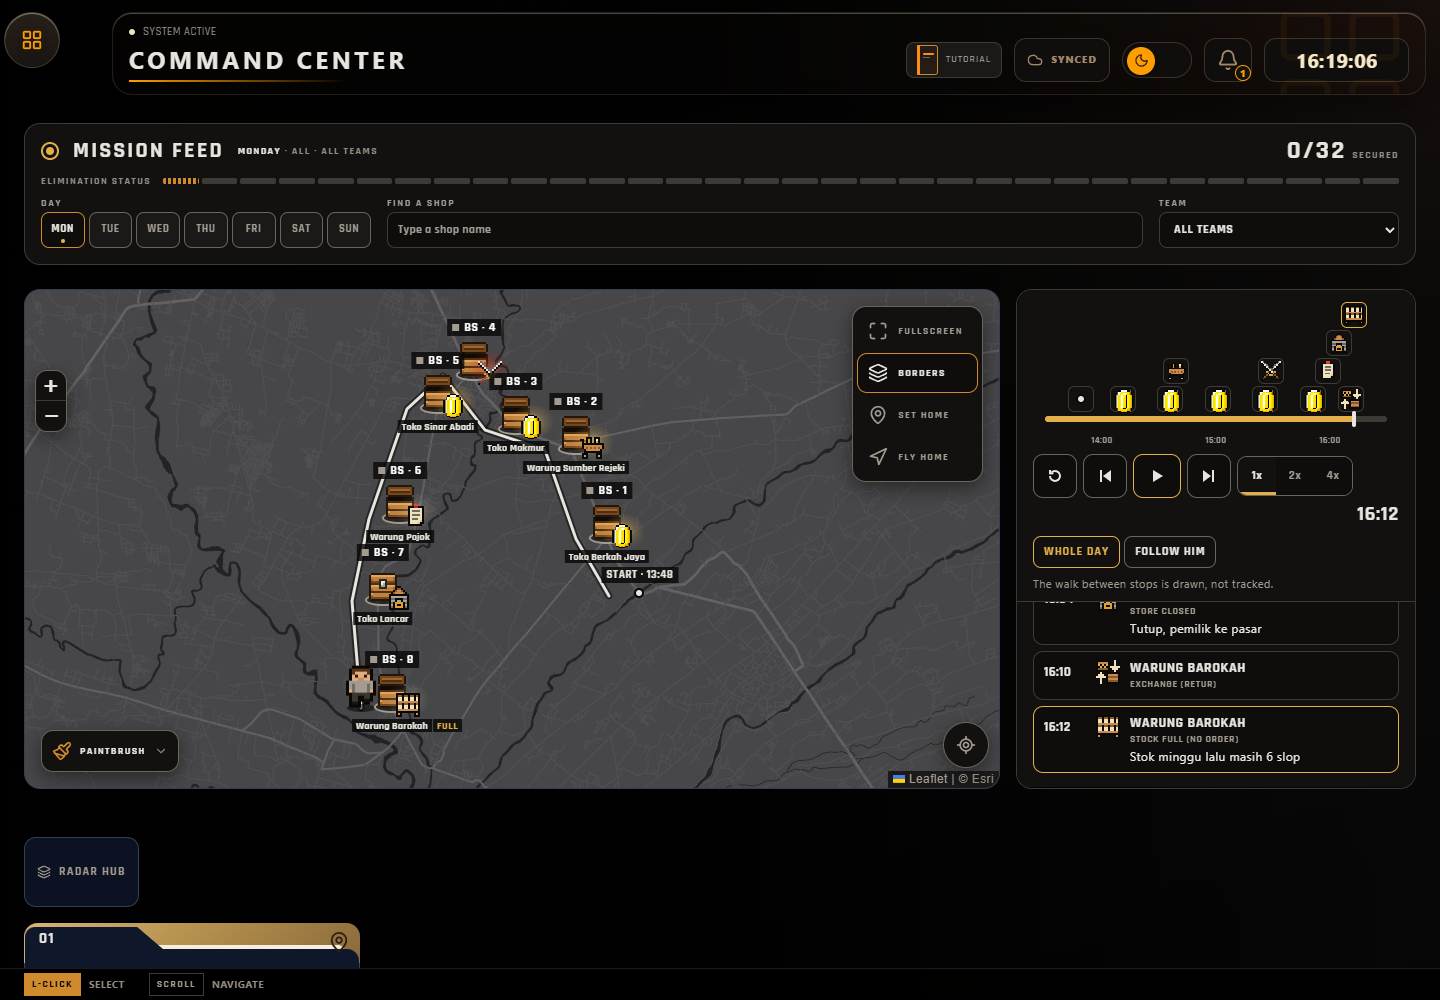 SYSTEM ACTIVE
COMMAND CENTER
TUTORIAL
SYNCED
1
16:19:06
MISSION FEED
MONDAY · ALL · ALL TEAMS
0/32 SECURED
ELIMINATION STATUS
DAY
FIND A SHOP
TEAM
MON
TUE
WED
THU
FRI
SAT
SUN
Type a shop name
ALL TEAMS
+
−
BS - 4
BS - 5
BS - 3
BS - 2
Toko Sinar Abadi
Toko Makmur
Warung Sumber Rejeki
BS - 6
BS - 1
Warung Pojok
BS - 7
Toko Berkah Jaya
START · 13:48
Toko Lancar
BS - 8
Warung Barokah FULL
FULLSCREEN
BORDERS
SET HOME
FLY HOME
PAINTBRUSH
Leaflet | © Esri
14:00
15:00
16:00
1x
2x
4x
16:12
WHOLE DAY
FOLLOW HIM
The walk between stops is drawn, not tracked.
STORE CLOSED
Tutup, pemilik ke pasar
16:10
WARUNG BAROKAH
EXCHANGE (RETUR)
16:12
WARUNG BAROKAH
STOCK FULL (NO ORDER)
Stok minggu lalu masih 6 slop
RADAR HUB
01
L-CLICK
SELECT
SCROLL
NAVIGATE